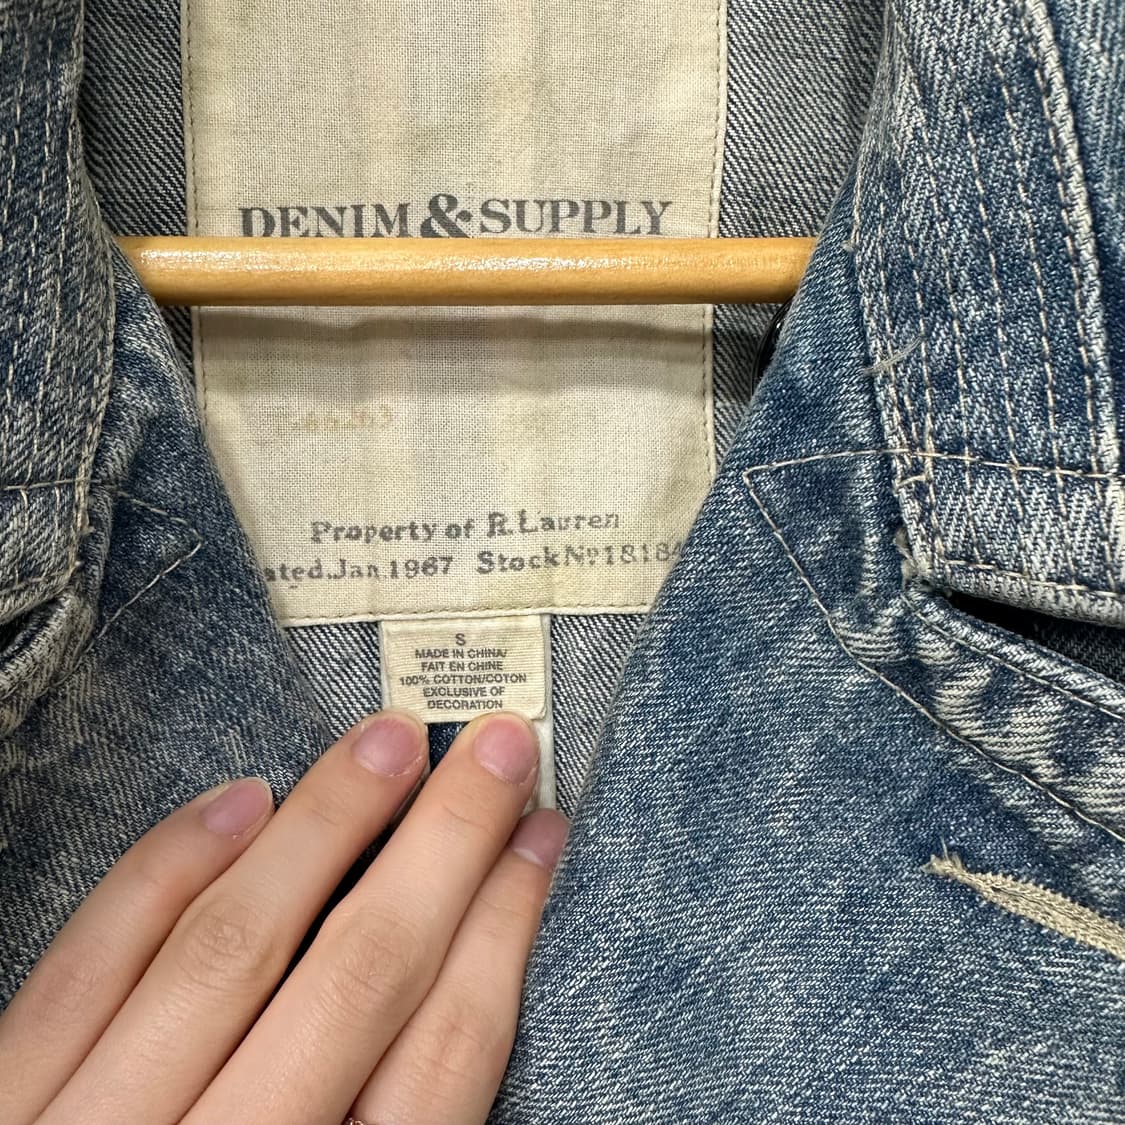 DENIM & SUPPLY
Property of R. Lauren
Jan. 1967 Stock Nº
S
MADE IN CHINA/
FAIT EN CHINE
100% COTTON/COTON
EXCLUSIVE OF
DECORATION